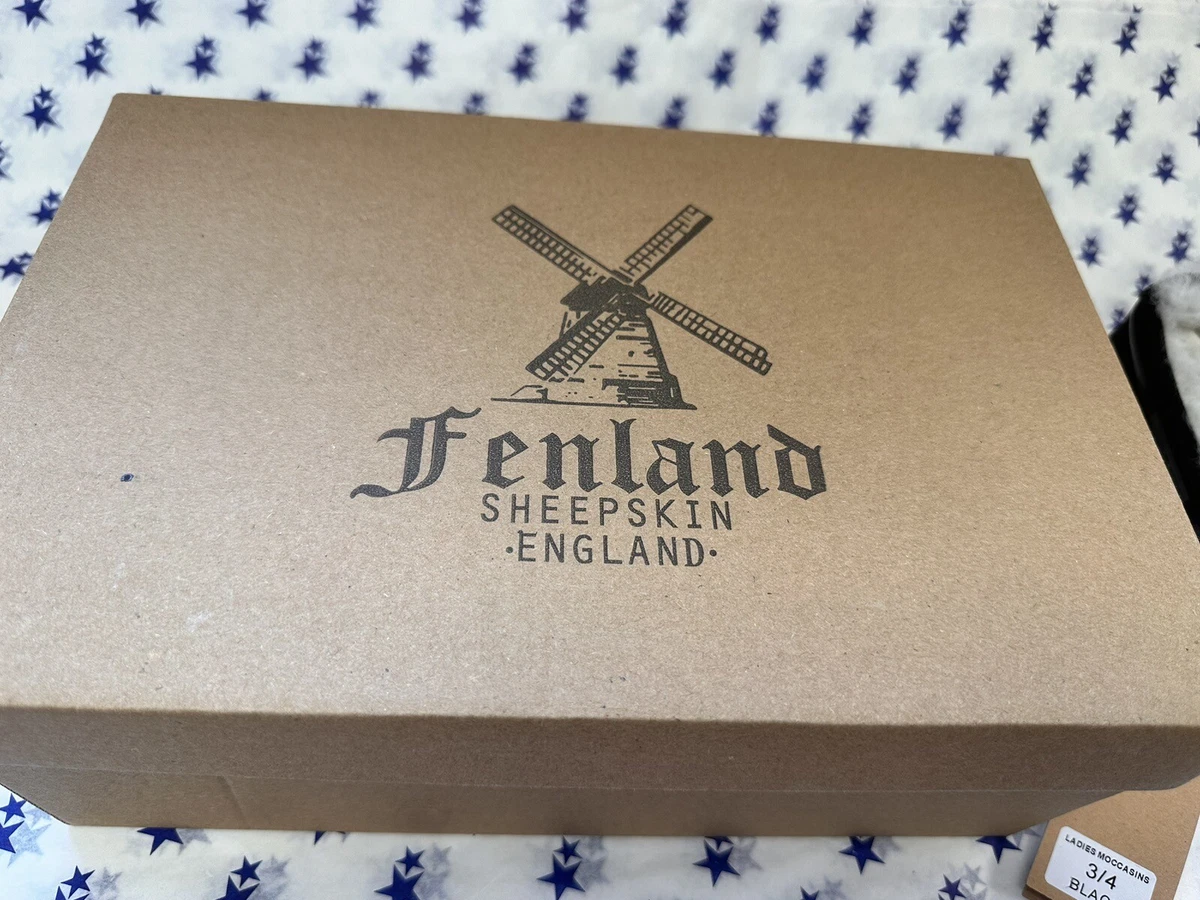 Fenland
SHEEPSKIN
·ENGLAND·
LADIES MOCCASINS
3/4